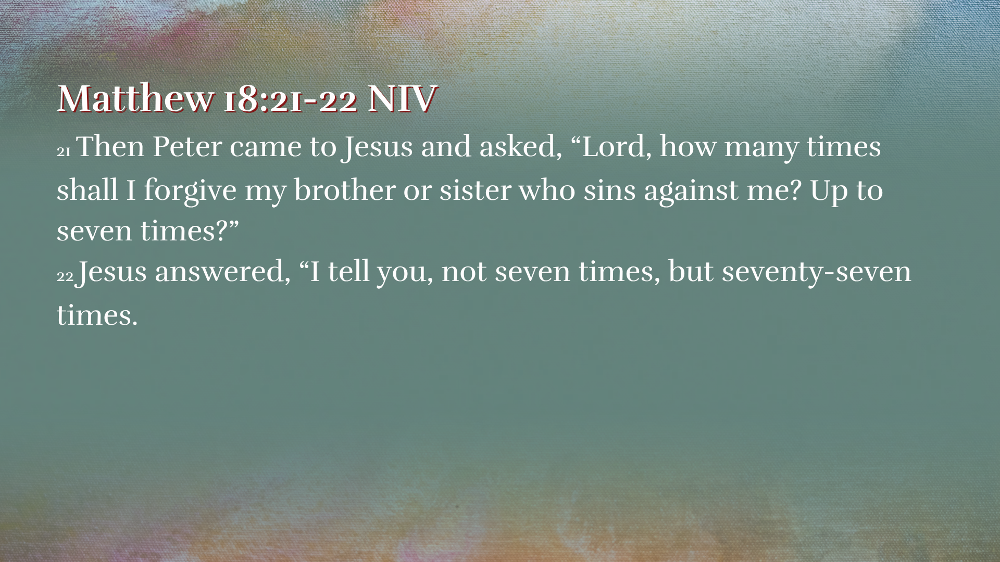 Matthew 18:21-22 NIV
21 Then Peter came to Jesus and asked, “Lord, how many times
shall I forgive my brother or sister who sins against me? Up to
seven times?”
22 Jesus answered, “I tell you, not seven times, but seventy-seven
times.